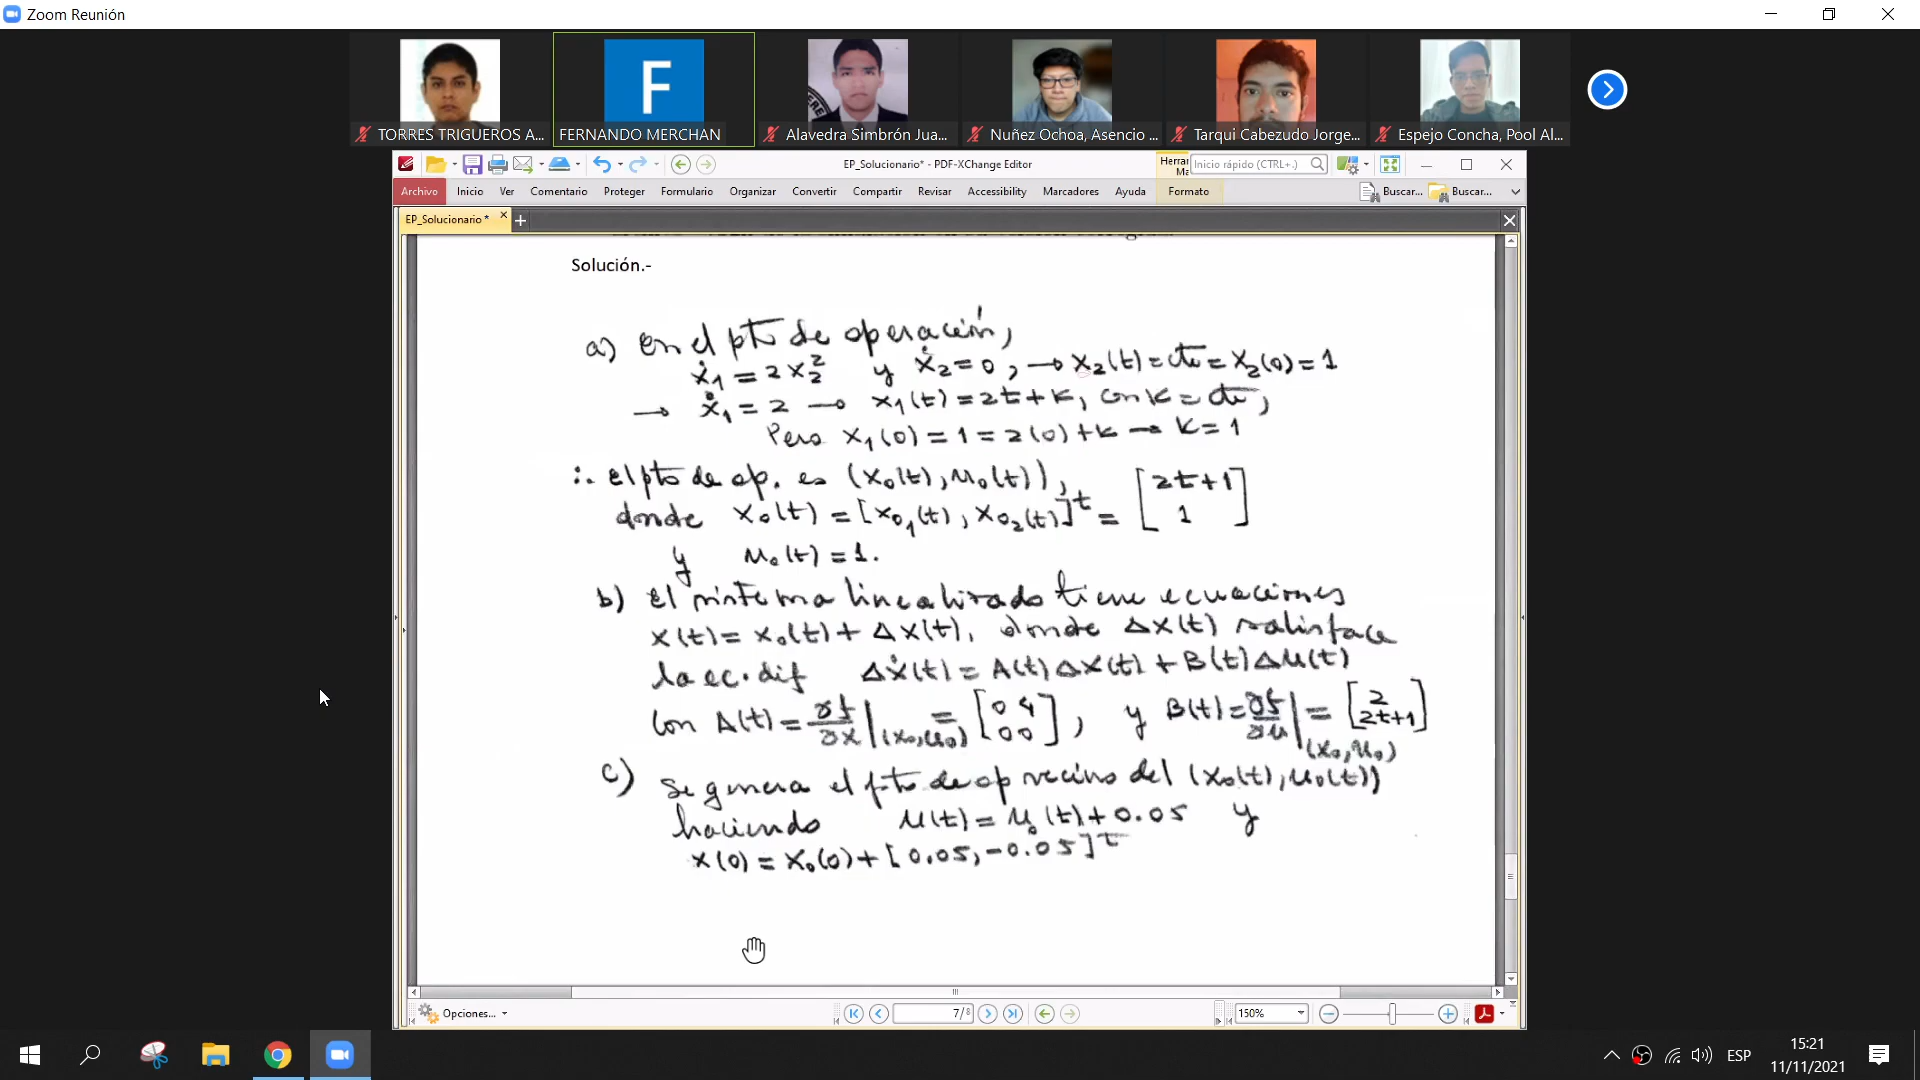 Zoom Reunión
TORRES TRIGUEROS A...
FERNANDO MERCHAN
Alavedra Simbrón Jua...
Nuñez Ochoa, Asencio ...
Tarqui Cabezudo Jorge...
Espejo Concha, Pool Al...
F
EP_Solucionario* - PDF-XChange Editor
Herrar
Ma
Inicio rápido (CTRL+.)
Archivo Inicio Ver Comentario Proteger Formulario Organizar Convertir Compartir Revisar Accessibility Marcadores Ayuda Formato Buscar... Buscar...
EP_Solucionario *
Solución.-
a) En el pto de operación,
ẋ₁ = 2x₂² y ẋ₂ = 0, → x₂(t) = cte = x₂(0) = 1
→ ẋ₁ = 2 → x₁(t) = 2t + k, con k = cte,
Pero x₁(0) = 1 = 2(0) + k → k = 1
∴ el pto de op. es (x₀(t), u₀(t)),
donde x₀(t) = [x₀₁(t), x₀₂(t)]ᵗ = [2t+1 1]
y u₀(t) = 1.
b) el sistema linealizado tiene ecuaciones
x(t) = x₀(t) + Δx(t), donde Δx(t) satisface
la ec. dif Δẋ(t) = A(t)Δx(t) + B(t)Δu(t)
con A(t) = ∂f/∂x|(x₀,u₀) = [0 4 0 0], y B(t) = ∂f/∂u|(x₀,u₀) = [2 2t+1]
c) Se genera el pto de op vecino del (x₀(t), u₀(t))
haciendo u(t) = u₀(t) + 0.05 y
x(0) = x₀(0) + [0.05, -0.05]ᵗ
Opciones...
7/8
150%
ESP
15:21
11/11/2021